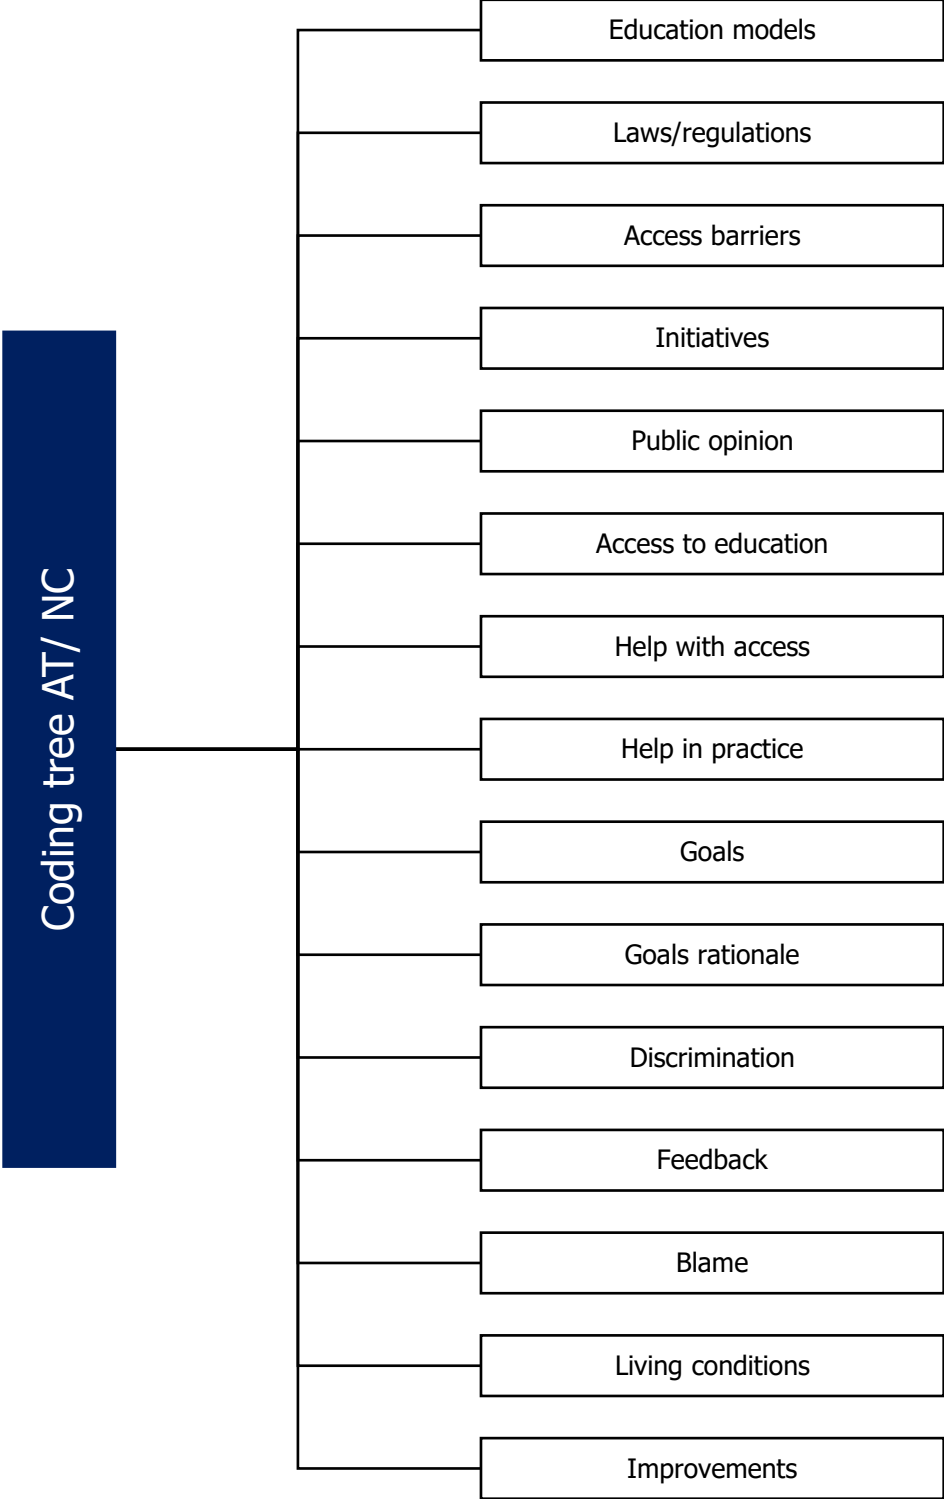 Coding tree AT/ NC
Education models
Laws/regulations
Access barriers
Initiatives
Public opinion
Access to education
Help with access
Help in practice
Goals
Goals rationale
Discrimination
Feedback
Blame
Living conditions
Improvements